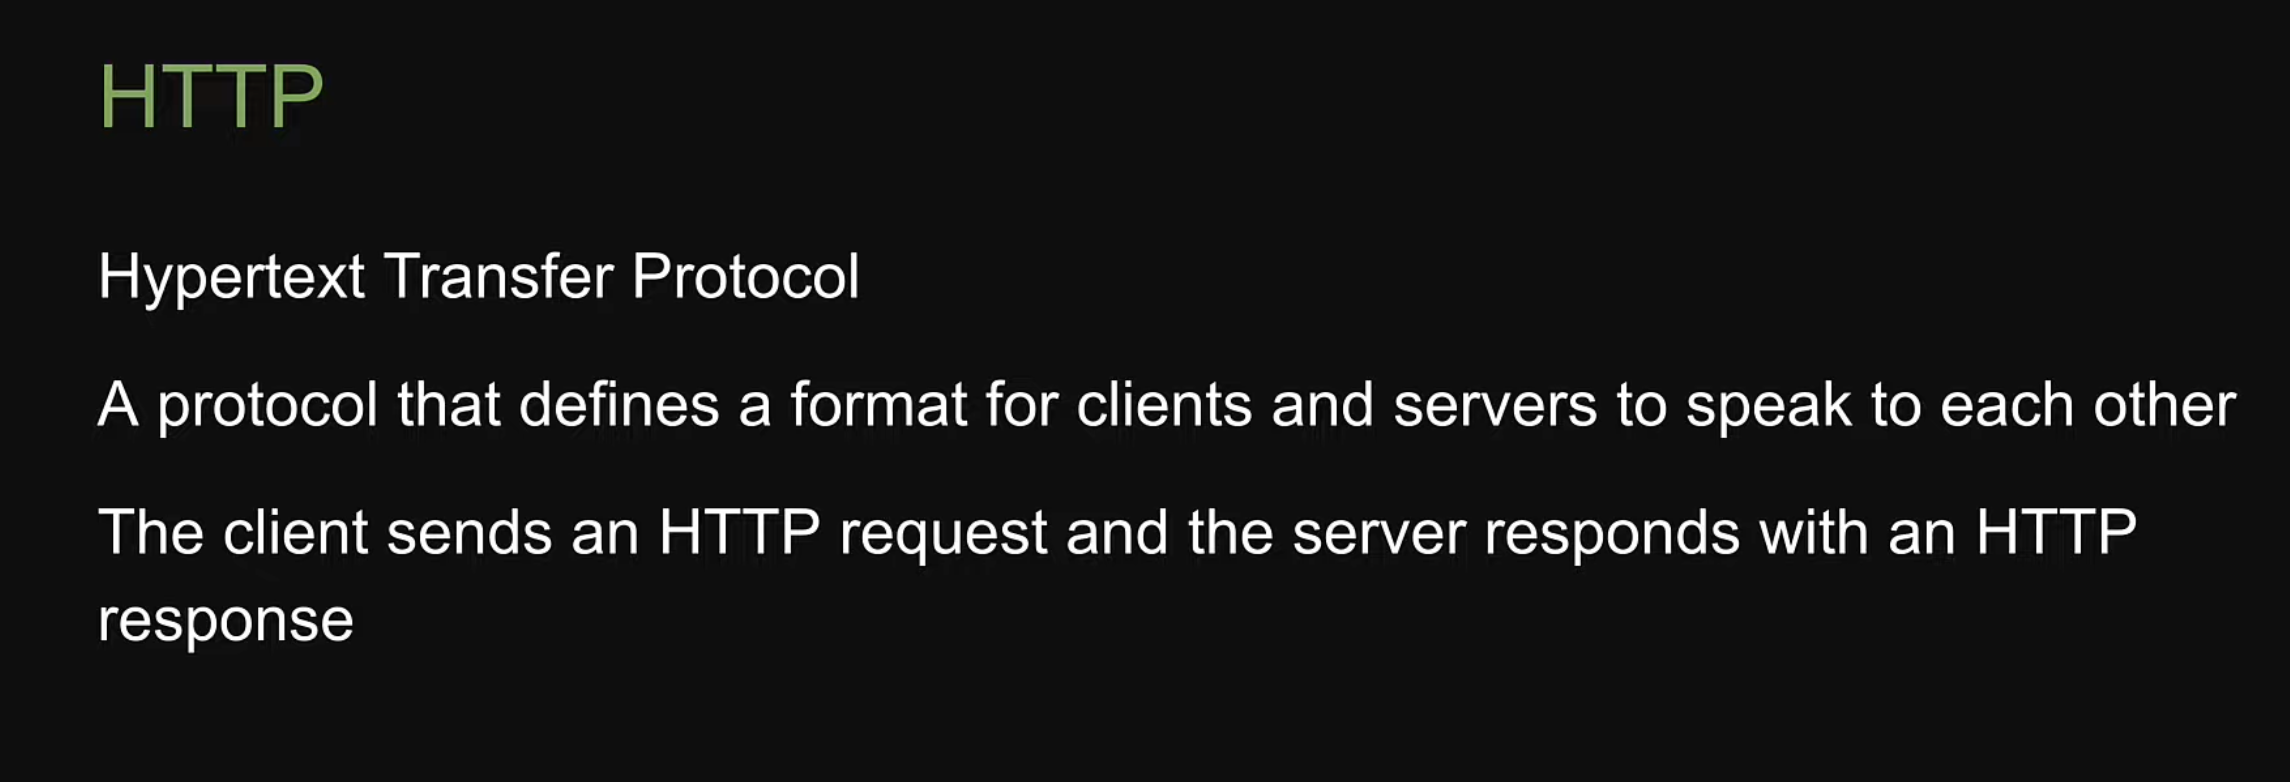 HTTP
Hypertext Transfer Protocol
A protocol that defines a format for clients and servers to speak to each other
The client sends an HTTP request and the server responds with an HTTP
response